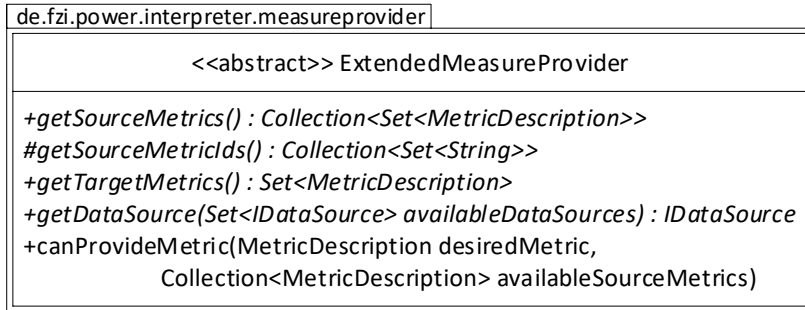 de.fzi.power.interpreter.measureprovider
<<abstract>> ExtendedMeasureProvider
+getSourceMetrics() : Collection<Set<MetricDescription>>
#getSourceMetricIds() : Collection<Set<String>>
+getTargetMetrics() : Set<MetricDescription>
+getDataSource(Set<IDataSource> availableDataSources) : IDataSource
+canProvideMetric(MetricDescription desiredMetric,
Collection<MetricDescription> availableSourceMetrics)